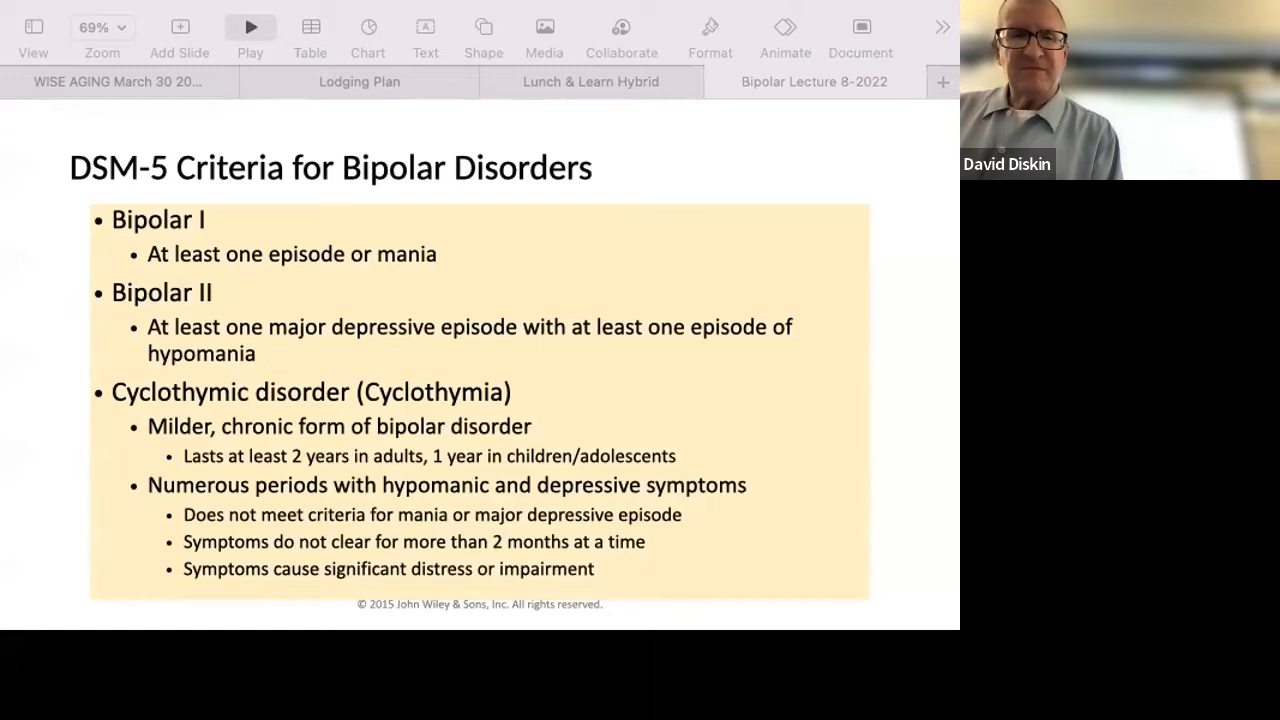 View
69%
Zoom
Add Slide
Play
Table
Chart
Text
Shape
Media
Collaborate
Format
Animate
Document
WISE AGING March 30 20...
Lodging Plan
Lunch & Learn Hybrid
Bipolar Lecture 8-2022
David Diskin
DSM-5 Criteria for Bipolar Disorders
• Bipolar I
• At least one episode or mania
• Bipolar II
• At least one major depressive episode with at least one episode of
hypomania
• Cyclothymic disorder (Cyclothymia)
• Milder, chronic form of bipolar disorder
• Lasts at least 2 years in adults, 1 year in children/adolescents
• Numerous periods with hypomanic and depressive symptoms
• Does not meet criteria for mania or major depressive episode
• Symptoms do not clear for more than 2 months at a time
• Symptoms cause significant distress or impairment
© 2015 John Wiley & Sons, Inc. All rights reserved.